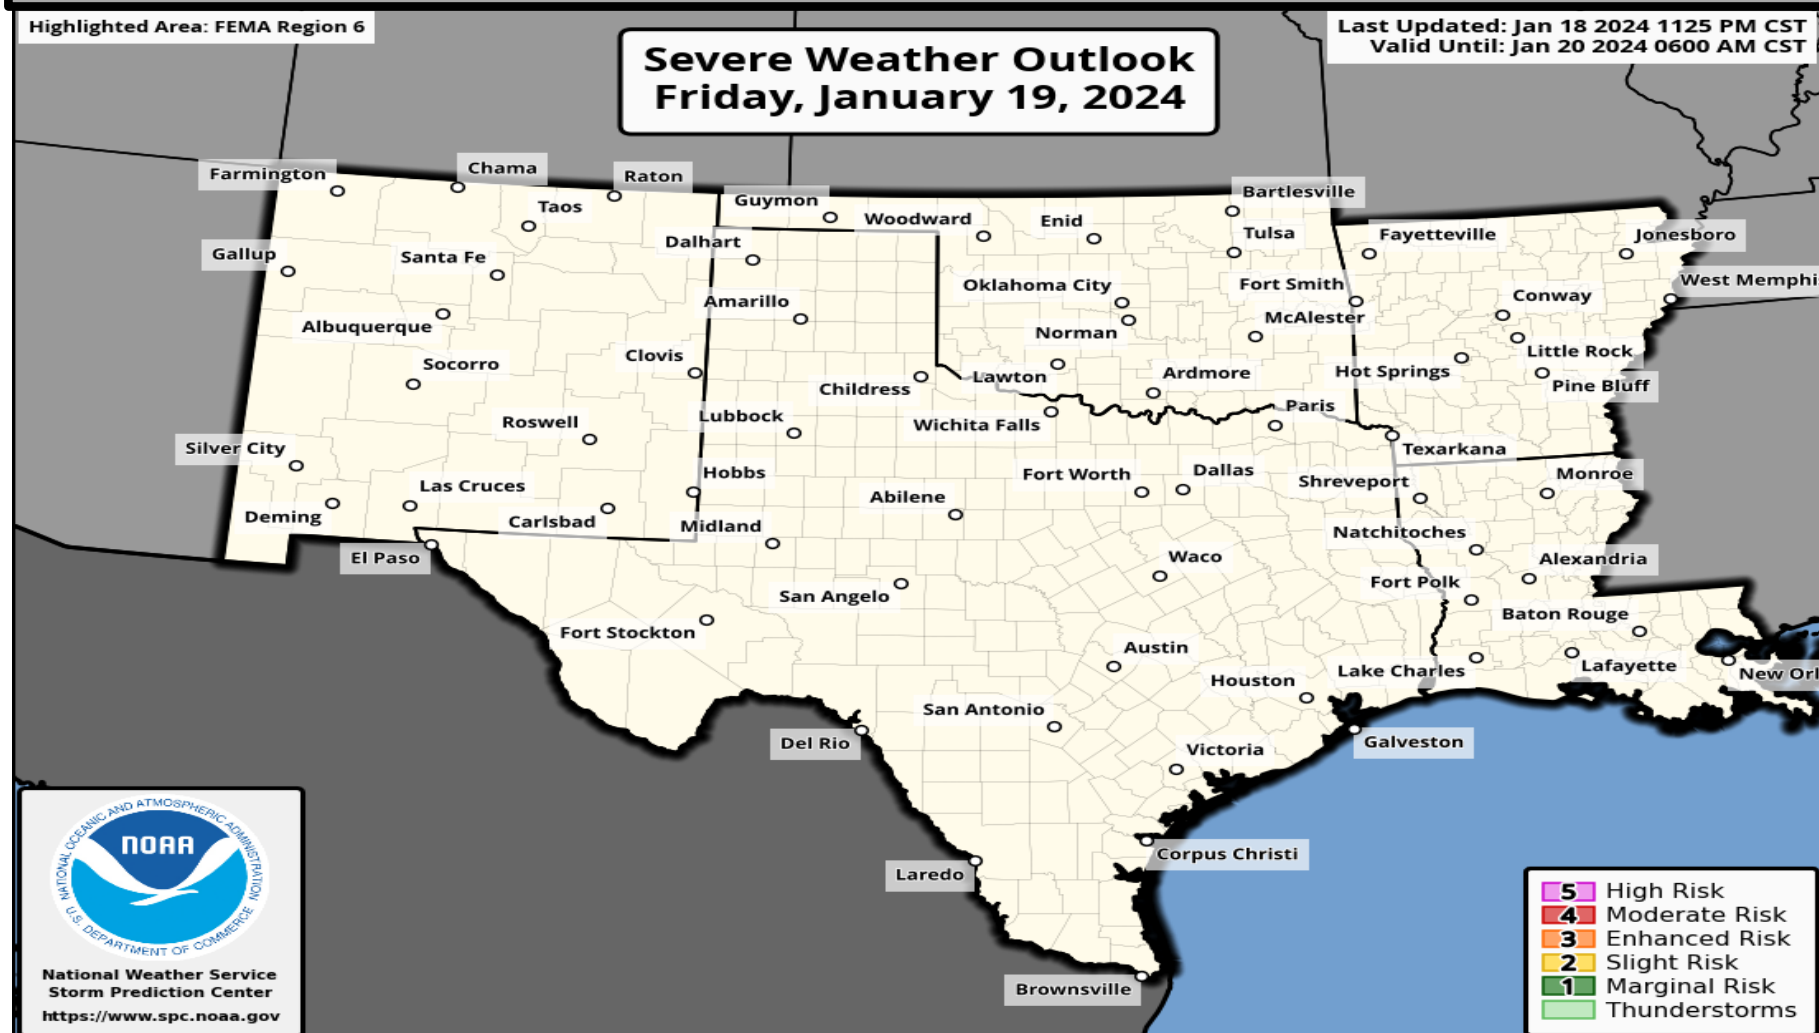 Highlighted Area: FEMA Region 6
Severe Weather Outlook
Friday, January 19, 2024
Last Updated: Jan 18 2024 1125 PM CST
Valid Until: Jan 20 2024 0600 AM CST
Farmington
Chama
Raton
Taos
Guymon
Woodward
Enid
Bartlesville
Gallup
Santa Fe
Dalhart
Tulsa
Fayetteville
Jonesboro
Albuquerque
Amarillo
Oklahoma City
Fort Smith
Conway
West Memphi
Norman
McAlester
Socorro
Clovis
Childress
Lawton
Ardmore
Hot Springs
Little Rock
Pine Bluff
Roswell
Lubbock
Wichita Falls
Paris
Texarkana
Silver City
Las Cruces
Hobbs
Abilene
Fort Worth
Dallas
Shreveport
Monroe
Deming
Carlsbad
Midland
Natchitoches
El Paso
San Angelo
Waco
Fort Polk
Alexandria
Fort Stockton
Austin
Baton Rouge
Houston
Lake Charles
Lafayette
New Orl
San Antonio
Del Rio
Victoria
Galveston
Laredo
Corpus Christi
Brownsville
NATIONAL OCEANIC AND ATMOSPHERIC ADMINISTRATION
NOAA
U.S. DEPARTMENT OF COMMERCE
National Weather Service
Storm Prediction Center
https://www.spc.noaa.gov
5 High Risk
4 Moderate Risk
3 Enhanced Risk
2 Slight Risk
1 Marginal Risk
Thunderstorms